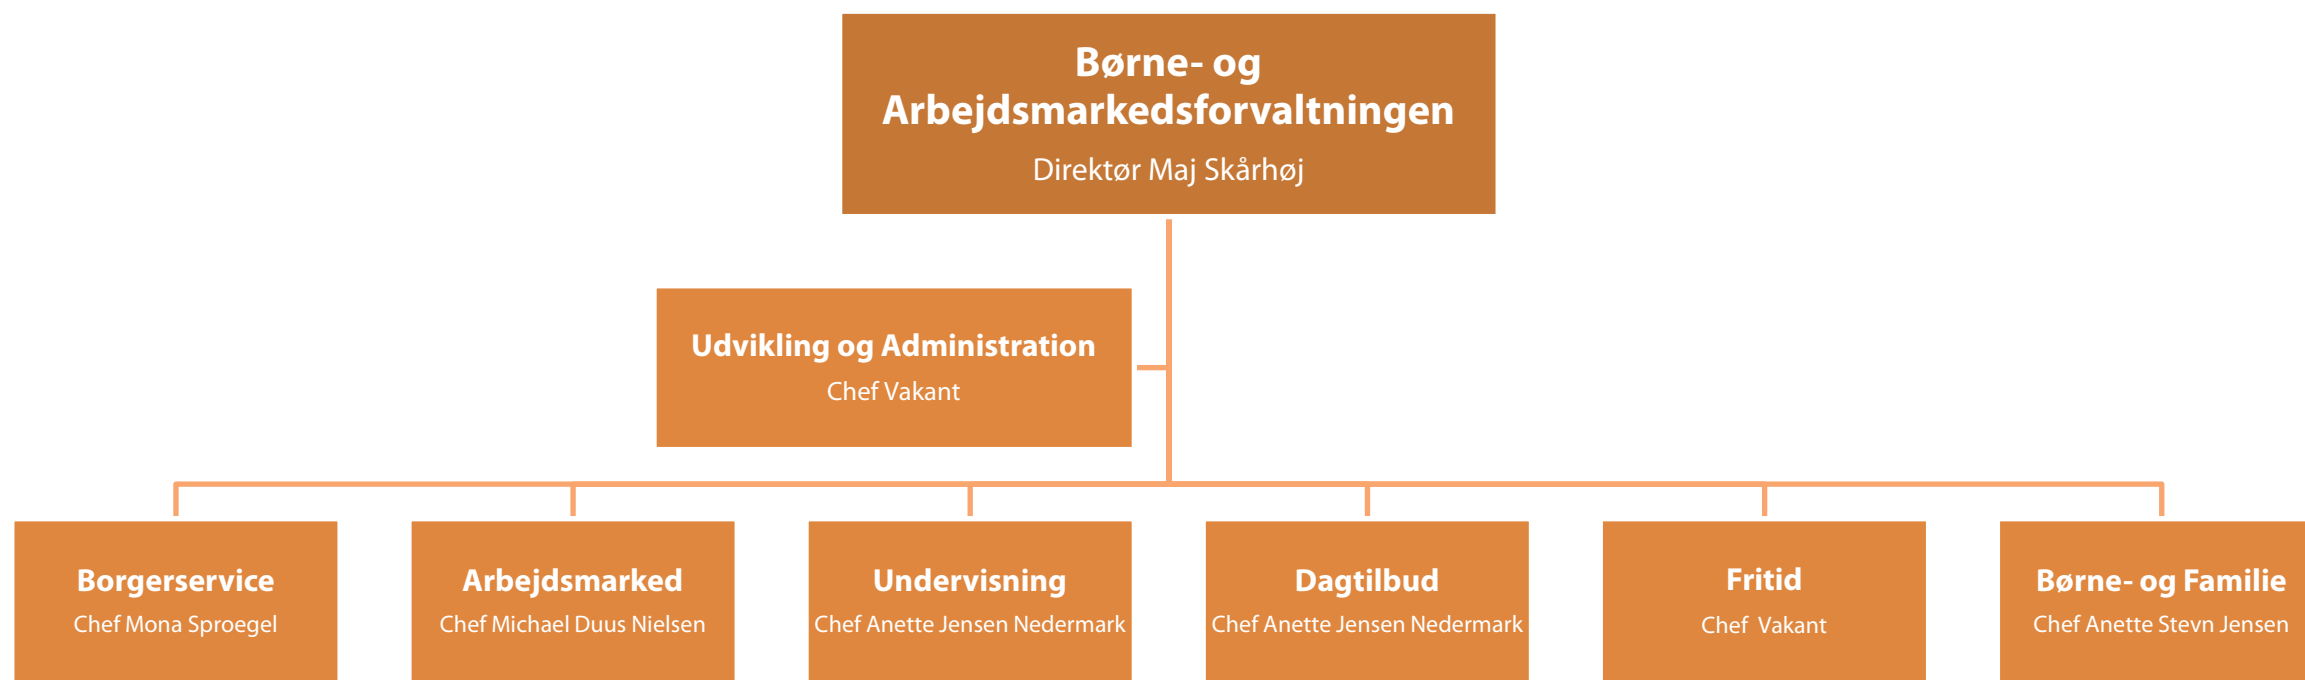 Børne- og
Arbejdsmarkedsforvaltningen
Direktør Maj Skårhøj
Udvikling og Administration
Chef Vakant
Borgerservice
Chef Mona Sproegel
Arbejdsmarked
Chef Michael Duus Nielsen
Undervisning
Chef Anette Jensen Nedermark
Dagtilbud
Chef Anette Jensen Nedermark
Fritid
Chef Vakant
Børne- og Familie
Chef Anette Stevn Jensen